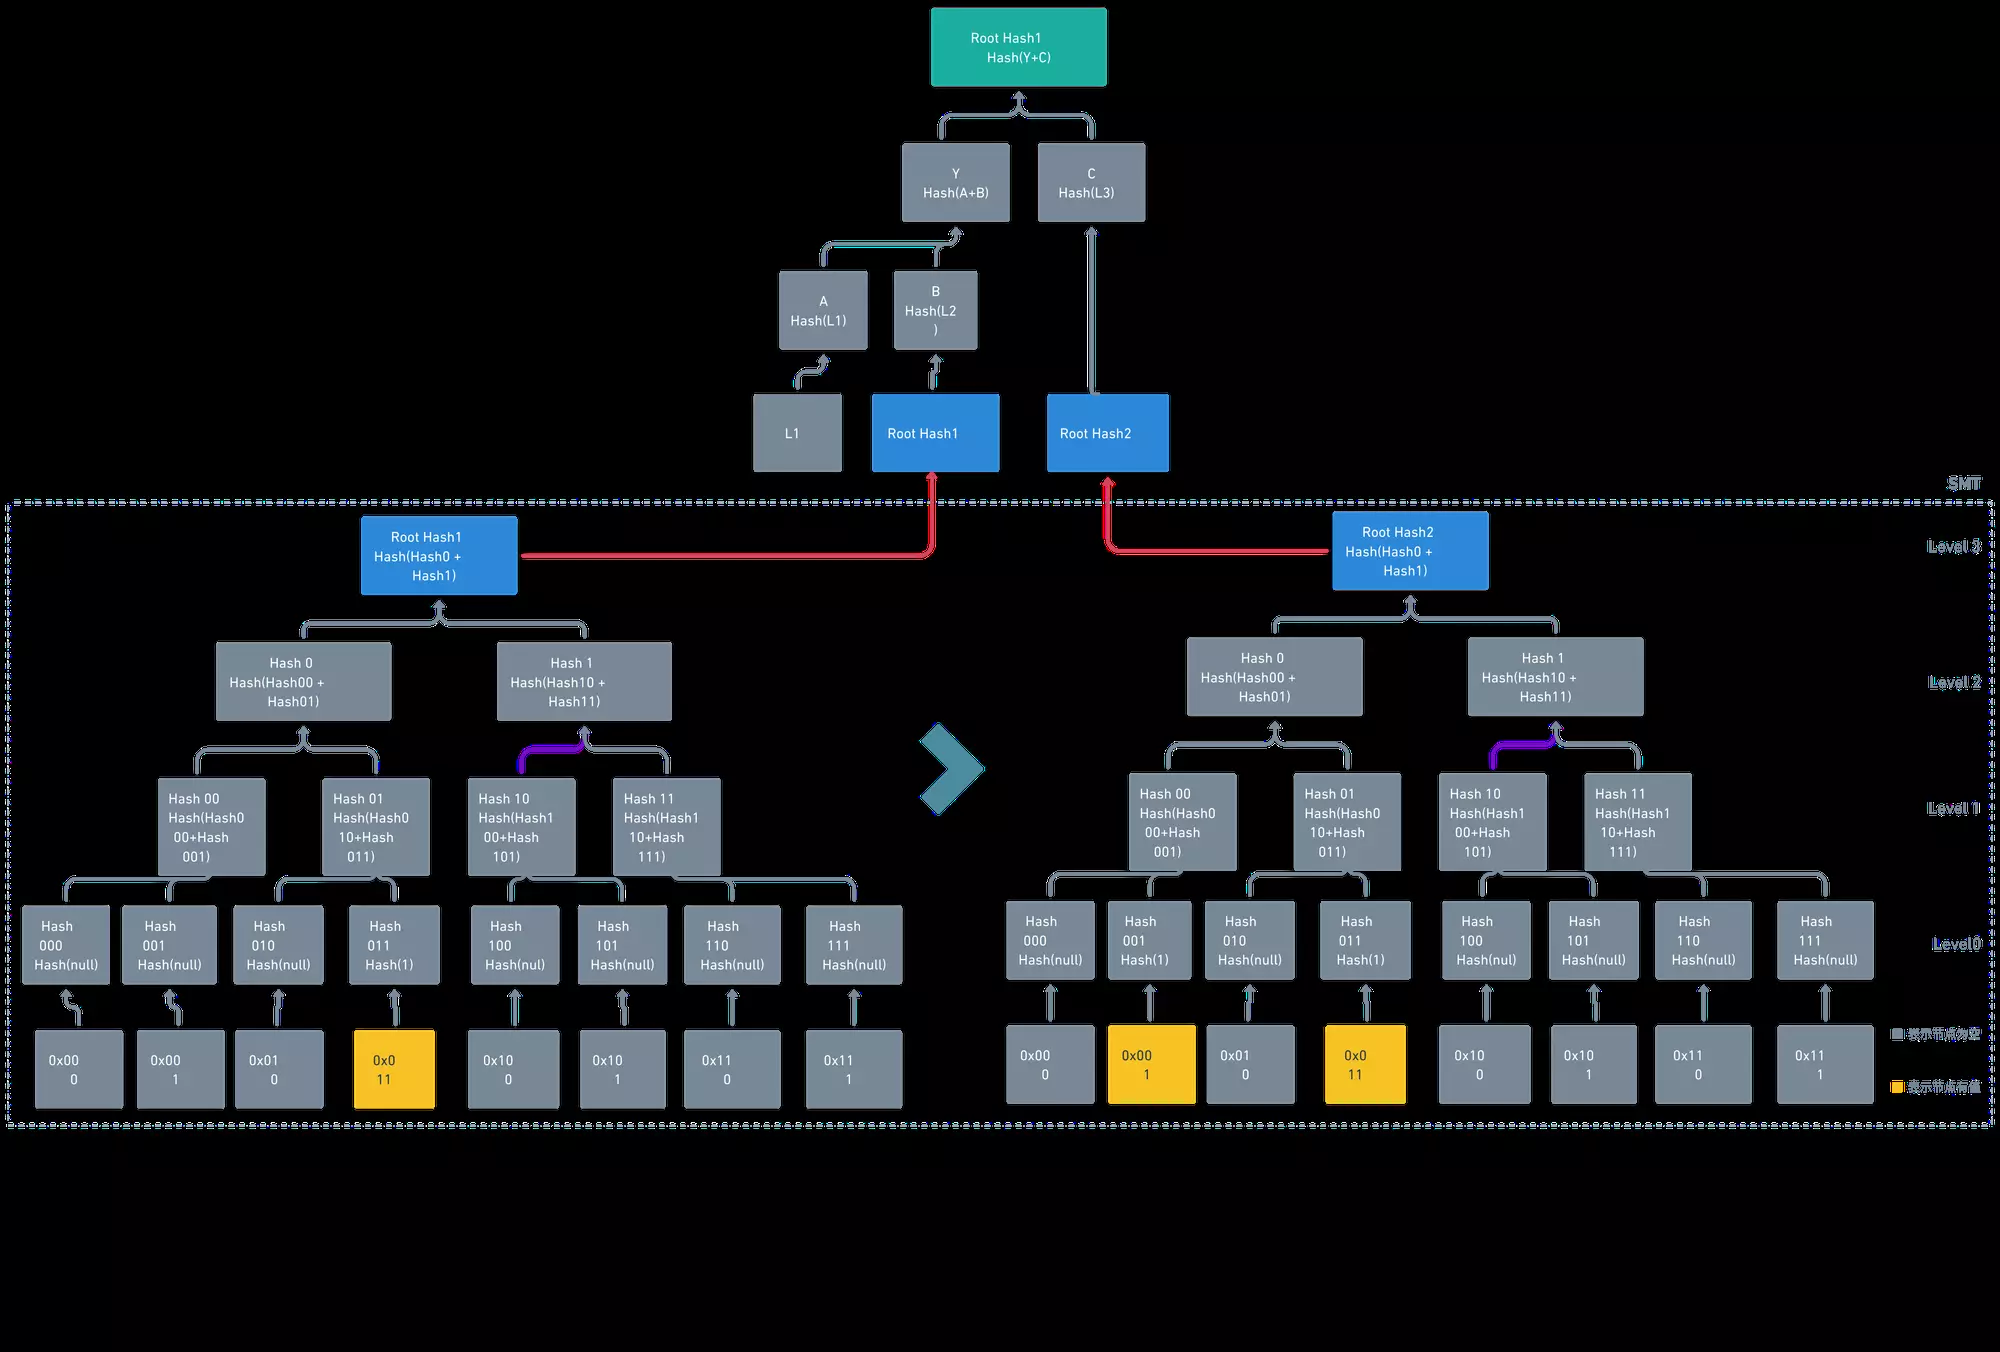 Root Hash1
Hash(Y+C)
Y
Hash(A+B)
C
Hash(L3)
A
Hash(L1)
B
Hash(L2
)
L1
Root Hash1
Root Hash2
SMT
Root Hash1
Hash(Hash0 +
Hash1)
Root Hash2
Hash(Hash0 +
Hash1)
Level 3
Hash 0
Hash(Hash00 +
Hash01)
Hash 1
Hash(Hash10 +
Hash11)
Hash 0
Hash(Hash00 +
Hash01)
Hash 1
Hash(Hash10 +
Hash11)
Level 2
Hash 00
Hash(Hash0
00+Hash
001)
Hash 01
Hash(Hash0
10+Hash
011)
Hash 10
Hash(Hash1
00+Hash
101)
Hash 11
Hash(Hash1
10+Hash
111)
Hash 00
Hash(Hash0
00+Hash
001)
Hash 01
Hash(Hash0
10+Hash
011)
Hash 10
Hash(Hash1
00+Hash
101)
Hash 11
Hash(Hash1
10+Hash
111)
Level 1
Hash
000
Hash(null)
Hash
001
Hash(null)
Hash
010
Hash(null)
Hash
011
Hash(1)
Hash
100
Hash(nul)
Hash
101
Hash(null)
Hash
110
Hash(null)
Hash
111
Hash(null)
Hash
000
Hash(null)
Hash
001
Hash(1)
Hash
010
Hash(null)
Hash
011
Hash(1)
Hash
100
Hash(nul)
Hash
101
Hash(null)
Hash
110
Hash(null)
Hash
111
Hash(null)
Level0
0x00
0
0x00
1
0x01
0
0x0
11
0x10
0
0x10
1
0x11
0
0x11
1
0x00
0
0x00
1
0x01
0
0x0
11
0x10
0
0x10
1
0x11
0
0x11
1
表示节点为空
表示节点有值